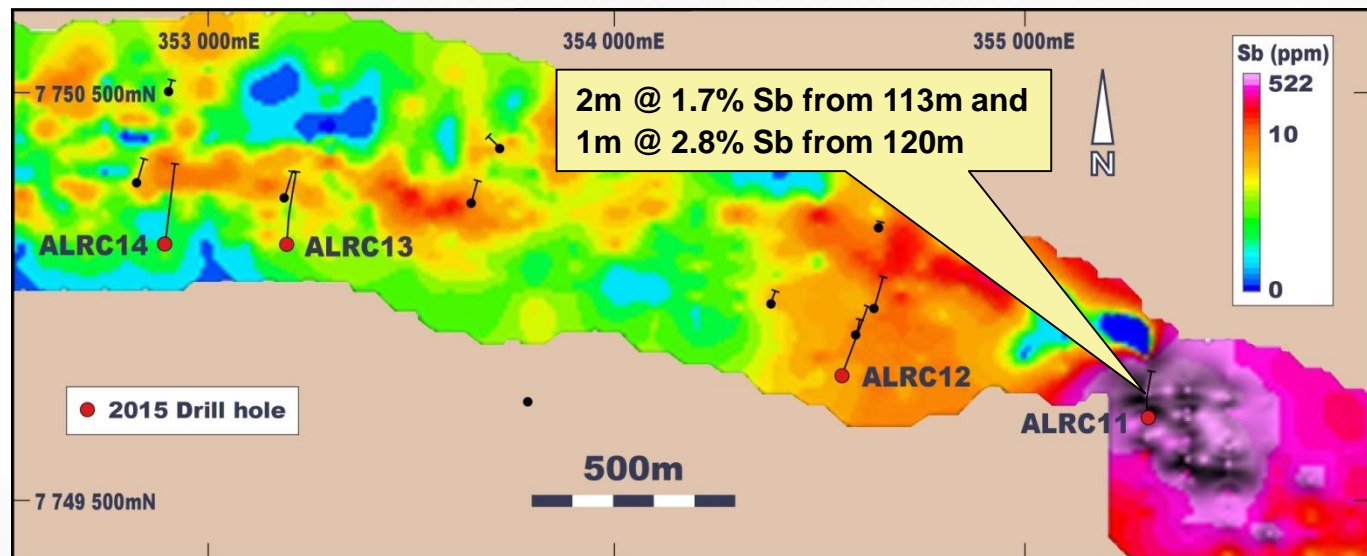 353 000mE
354 000mE
355 000mE
Sb (ppm)
522
10
0
7 750 500mN
2m @ 1.7% Sb from 113m and
1m @ 2.8% Sb from 120m
N
ALRC14
ALRC13
ALRC12
ALRC11
2015 Drill hole
500m
7 749 500mN